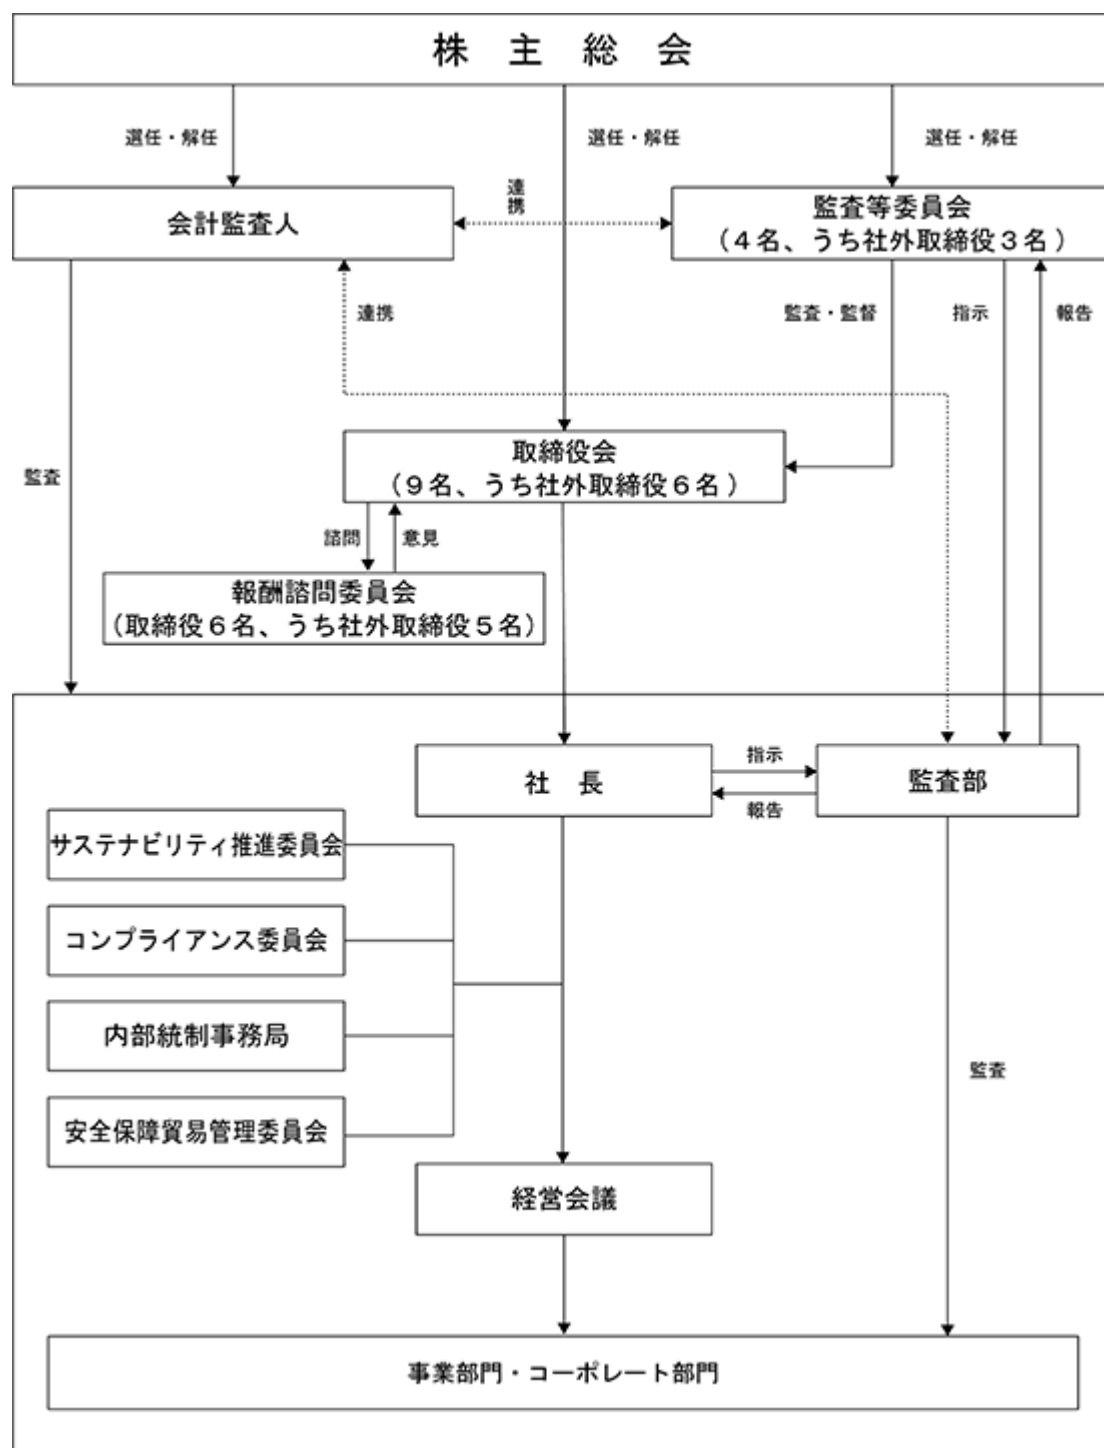 株 主 総 会
選任・解任
選任・解任
選任・解任
会計監査人
連携
監査等委員会
(4名、うち社外取締役3名)
連携
監査・監督
指示
報告
監査
取締役会
(9名、うち社外取締役6名)
諮問
意見
報酬諮問委員会
(取締役6名、うち社外取締役5名)
社 長
指示
報告
監査部
サステナビリティ推進委員会
コンプライアンス委員会
内部統制事務局
安全保障貿易管理委員会
監査
経営会議
事業部門・コーポレート部門